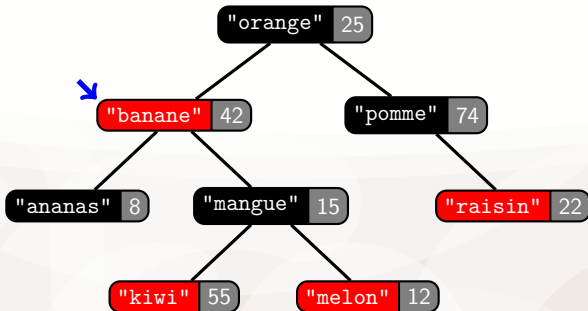 "orange" 25
"banane" 42
"pomme" 74
"ananas" 8
"mangue" 15
"raisin" 22
"kiwi" 55
"melon" 12